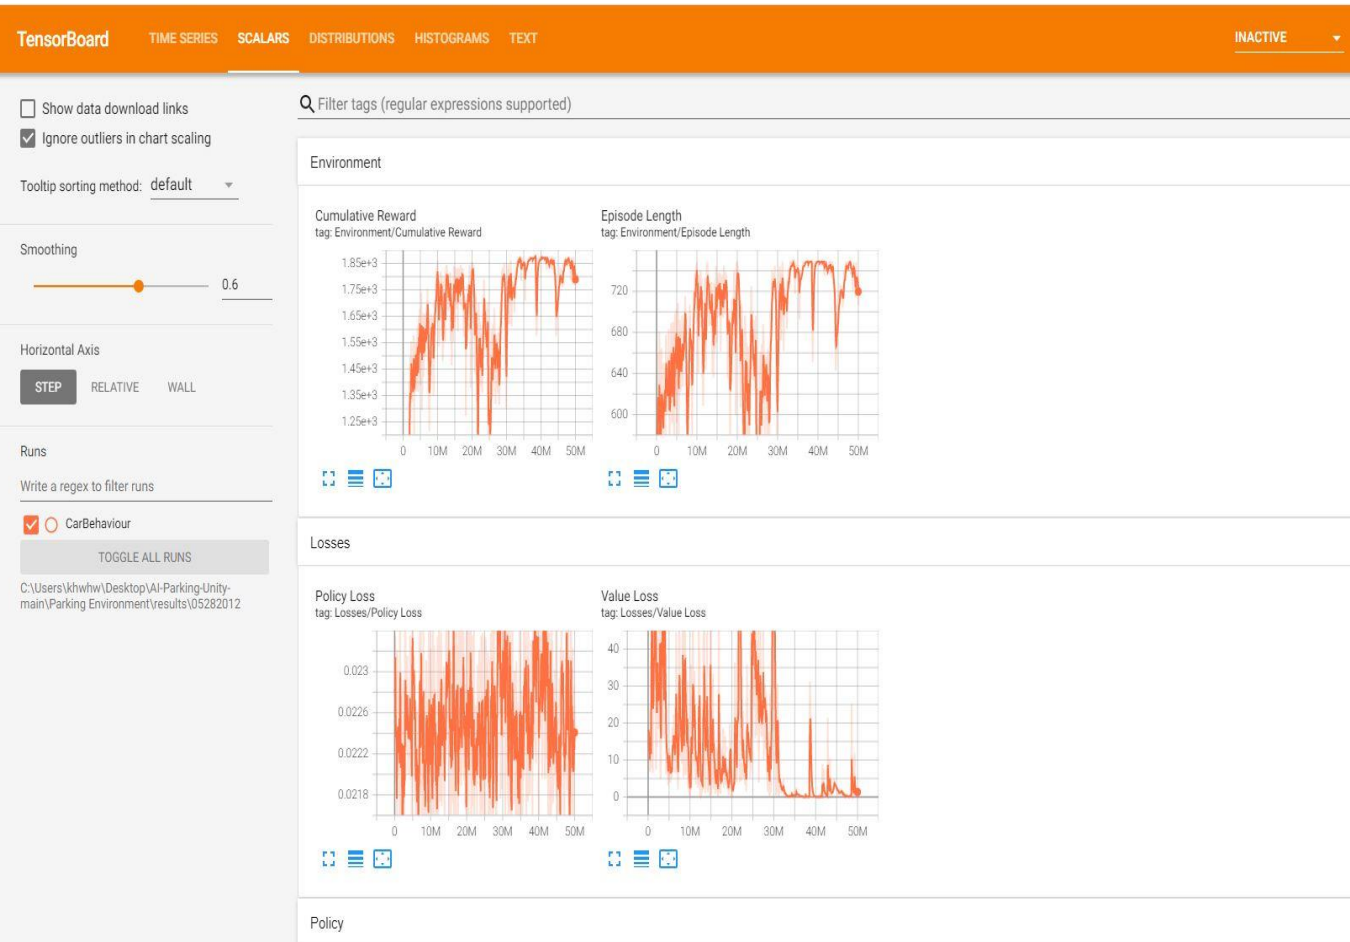 TensorBoard TIME SERIES SCALARS DISTRIBUTIONS HISTOGRAMS TEXT INACTIVE
Show data download links
Ignore outliers in chart scaling
Tooltip sorting method: default
Smoothing
0.6
Horizontal Axis
STEP RELATIVE WALL
Runs
Write a regex to filter runs
CarBehaviour
TOGGLE ALL RUNS
C:\Users\khwhw\Desktop\AI-Parking-Unity-
main\Parking Environment\results\05282012
Filter tags (regular expressions supported)
Environment
Cumulative Reward
tag: Environment/Cumulative Reward
1.85e+3
1.75e+3
1.65e+3
1.55e+3
1.45e+3
1.35e+3
1.25e+3
0 10M 20M 30M 40M 50M
Episode Length
tag: Environment/Episode Length
720
680
640
600
0 10M 20M 30M 40M 50M
Losses
Policy Loss
tag: Losses/Policy Loss
0.023
0.0226
0.0222
0.0218
0 10M 20M 30M 40M 50M
Value Loss
tag: Losses/Value Loss
40
30
20
10
0
0 10M 20M 30M 40M 50M
Policy